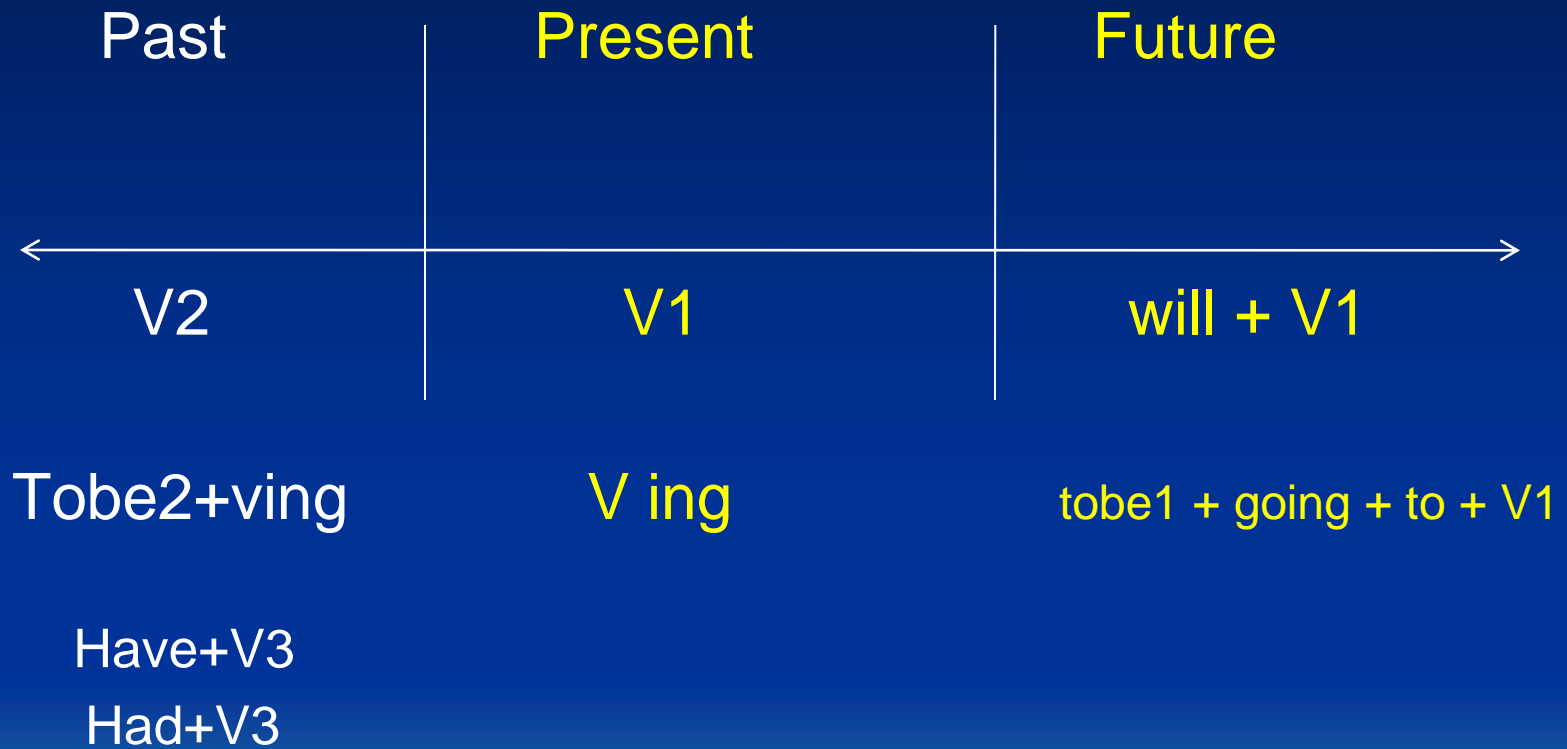 Past Present Future
V2 V1 will + V1
Tobe2+ving V ing tobe1 + going + to + V1
Have+V3
Had+V3